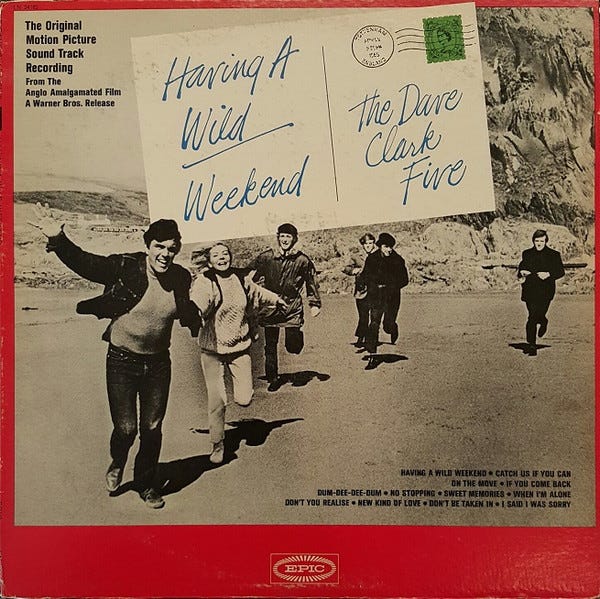 The Original
Motion Picture
Sound Track
Recording
From The
Anglo Amalgamated Film
A Warner Bros. Release
Having A
Wild
Weekend
The Dave
Clark
Five
TOTTENHAM
ENGLAND
HAVING A WILD WEEKEND • CATCH US IF YOU CAN
ON THE MOVE • IF YOU COME BACK
DUM-DEE-DEE-DUM • NO STOPPING • SWEET MEMORIES • WHEN I'M ALONE
DON'T YOU REALISE • NEW KIND OF LOVE • DON'T BE TAKEN IN • I SAID I WAS SORRY
EPIC